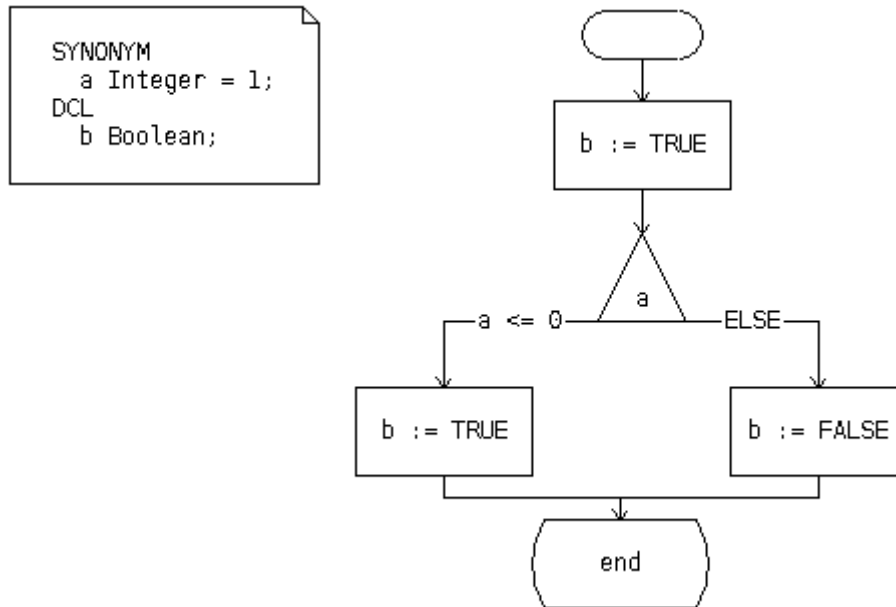 SYNONYM
a Integer = 1;
DCL
b Boolean;
b := TRUE
a
a <= 0
ELSE
b := TRUE
b := FALSE
end